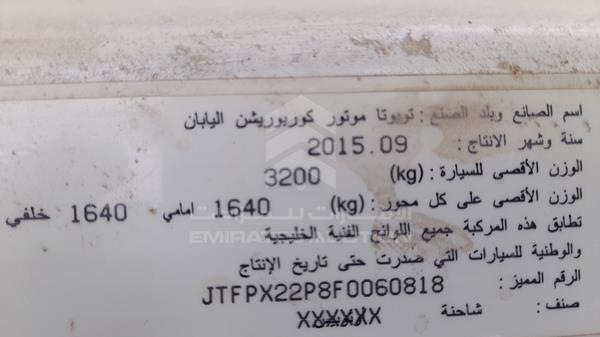 اسم الصانع وبلد الصنع : تويوتا موتور كوربوريشن اليابان
سنة وشهر الانتاج : 2015.09
الوزن الأقصى للسيارة : (kg) 3200
الوزن الأقصى على كل محور : (kg) 1640 امامي 1640 خلفي
تطابق هذه المركبة جميع اللوائح الفنية الخليجية
والوطنية للسيارات التي صدرت حتى تاريخ الإنتاج
الرقم المميز : JTFPX22P8F0060818
صنف : شاحنة XXXXXX